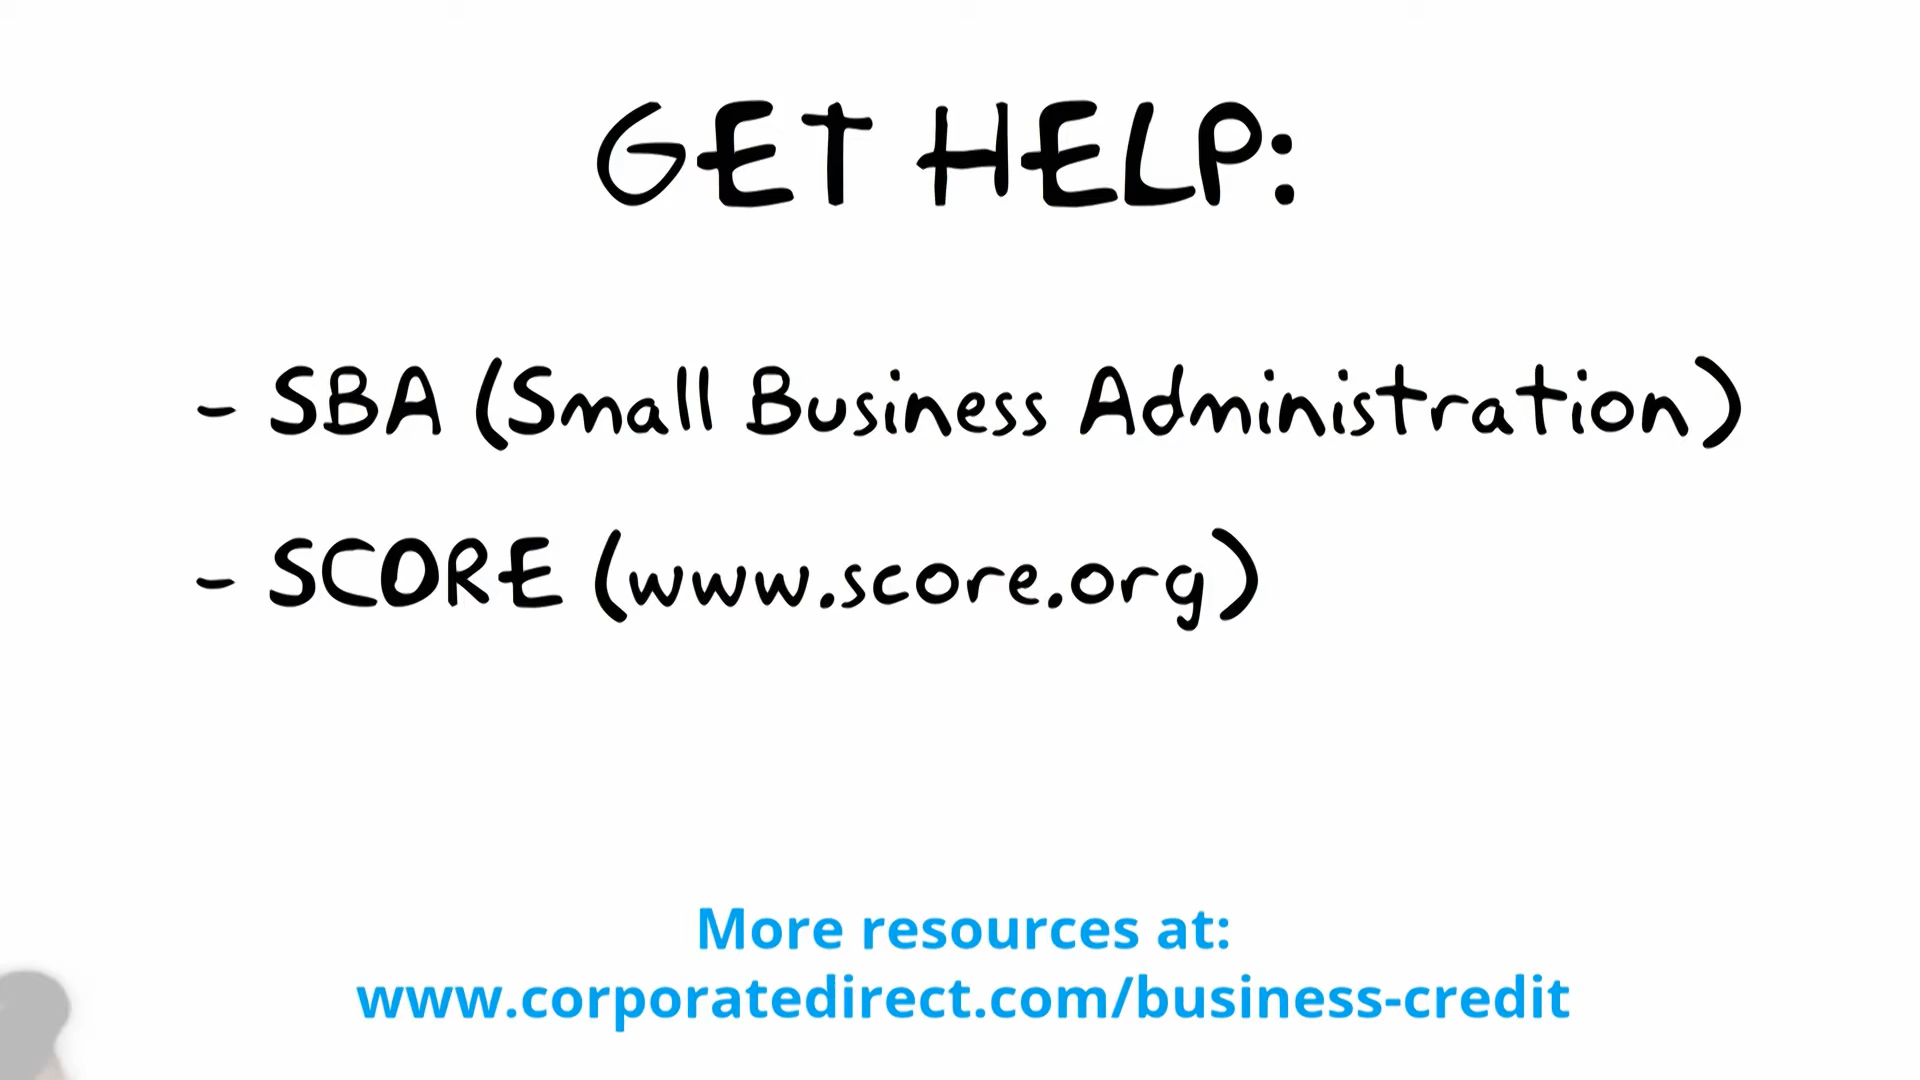 GET HELP:
- SBA (Small Business Administration)
- SCORE (www.score.org)
More resources at:
www.corporatedirect.com/business-credit